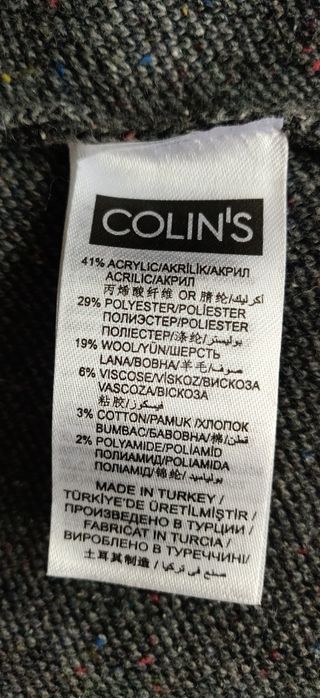 COLIN'S
41% ACRYLIC/AKRİLİK/АКРИЛ
ACRILIC/АКРИЛ
丙烯酸纤维 OR 腈纶/أكريليك
29% POLYESTER/POLİESTER
ПОЛИЭСТЕР/POLIESTER
ПОЛІЕСТЕР/涤纶/بوليستر
19% WOOL/YÜN/ШЕРСТЬ
LANA/ВОВНА/羊毛/صوف
6% VISCOSE/VİSKOZ/ВИСКОЗА
VASCOZA/ВІСКОЗА
粘胶/فيسكوز
3% COTTON/PAMUK/ХЛОПОК
BUMBAC/БАВОВНА/棉/قطن
2% POLYAMIDE/POLİAMİD
ПОЛИАМИД/POLIAMIDA
ПОЛІАМІД/锦纶/بولياميد
MADE IN TURKEY /
TÜRKİYE'DE ÜRETİLMİŞTİR /
ПРОИЗВЕДЕНО В ТУРЦИИ /
FABRICAT IN TURCIA /
ВИРОБЛЕНО В ТУРЕЧЧИНІ/
土耳其制造 / صنع في تركيا /